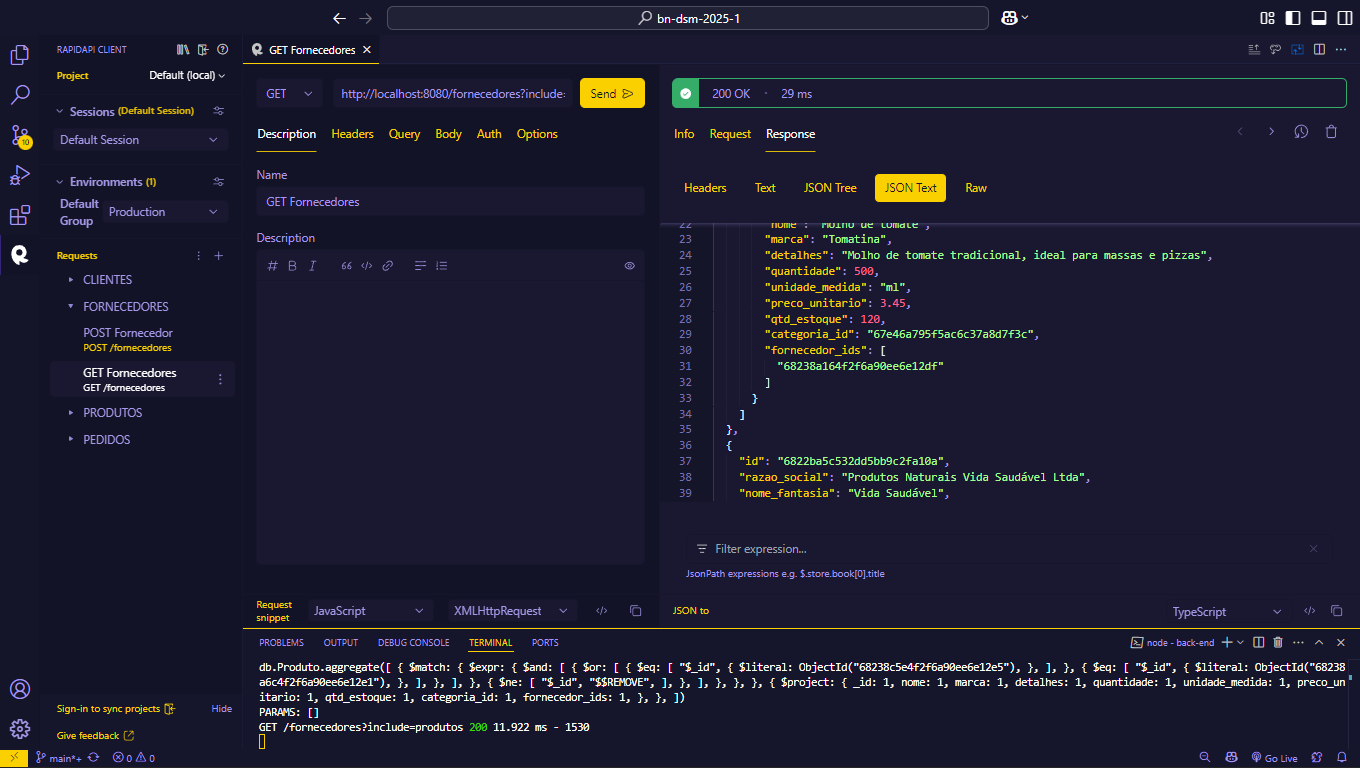 bn-dsm-2025-1
RAPIDAPI CLIENT
Project
Default (local)
Sessions (Default Session)
Default Session
Environments (1)
Default Group
Production
Requests
CLIENTES
FORNECEDORES
POST Fornecedor
POST /fornecedores
GET Fornecedores
GET /fornecedores
PRODUTOS
PEDIDOS
Sign-in to sync projects
Hide
Give feedback
10
GET Fornecedores
GET
http://localhost:8080/fornecedores?include:
Send
Description Headers Query Body Auth Options
Name
GET Fornecedores
Description
Request snippet
JavaScript
XMLHttpRequest
200 OK · 29 ms
Info Request Response
Headers Text JSON Tree JSON Text Raw
22 "nome": "Molho de tomate",
23 "marca": "Tomatina",
24 "detalhes": "Molho de tomate tradicional, ideal para massas e pizzas",
25 "quantidade": 500,
26 "unidade_medida": "ml",
27 "preco_unitario": 3.45,
28 "qtd_estoque": 120,
29 "categoria_id": "67e46a795f5ac6c37a8d7f3c",
30 "fornecedor_ids": [
31 "68238a164f2f6a90ee6e12df"
32 ]
33 }
34 ]
35 },
36 {
37 "id": "6822ba5c532dd5bb9c2fa10a",
38 "razao_social": "Produtos Naturais Vida Saudável Ltda",
39 "nome_fantasia": "Vida Saudável",
Filter expression...
JsonPath expressions e.g. $.store.book[0].title
JSON to
TypeScript
PROBLEMS OUTPUT DEBUG CONSOLE TERMINAL PORTS
node - back-end
db.Produto.aggregate([ { $match: { $expr: { $and: [ { $or: [ { $eq: [ "$_id", { $literal: ObjectId("68238c5e4f2f6a90ee6e12e5"), }, ], }, { $eq: [ "$_id", { $literal: ObjectId("68238
a6c4f2f6a90ee6e12e1"), }, ], }, ], }, { $ne: [ "$_id", "$$REMOVE", ], }, ], }, }, }, { $project: { _id: 1, nome: 1, marca: 1, detalhes: 1, quantidade: 1, unidade_medida: 1, preco_un
itario: 1, qtd_estoque: 1, categoria_id: 1, fornecedor_ids: 1, }, }, ])
PARAMS: []
GET /fornecedores?include=produtos 200 11.922 ms - 1530
main*+
0
0
Go Live